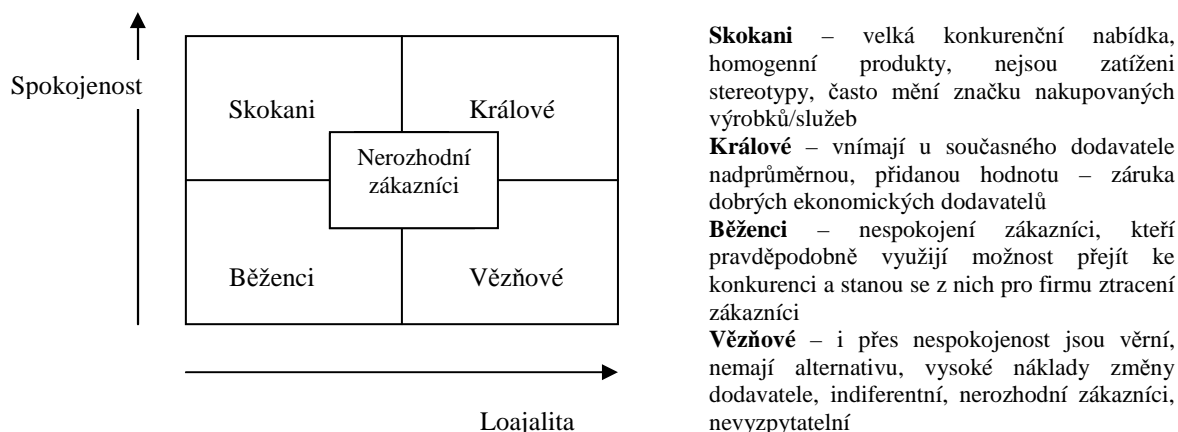 Spokojenost
Skokani
Králové
Nerozhodní
zákazníci
Běženci
Vězňové
Loajalita
Skokani – velká konkurenční nabídka,
homogenní produkty, nejsou zatíženi
stereotypy, často mění značku nakupovaných
výrobků/služeb
Králové – vnímají u současného dodavatele
nadprůměrnou, přidanou hodnotu – záruka
dobrých ekonomických dodavatelů
Běženci – nespokojení zákazníci, kteří
pravděpodobně využijí možnost přejít ke
konkurenci a stanou se z nich pro firmu ztracení
zákazníci
Vězňové – i přes nespokojenost jsou věrní,
nemají alternativu, vysoké náklady změny
dodavatele, indiferentní, nerozhodní zákazníci,
nevyzpytatelní